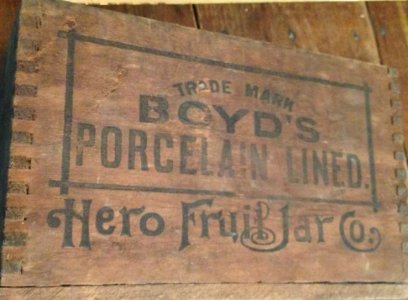 TRADE MARK
BOYD'S
PORCELAIN LINED.
Hero Fruit Jar Co.